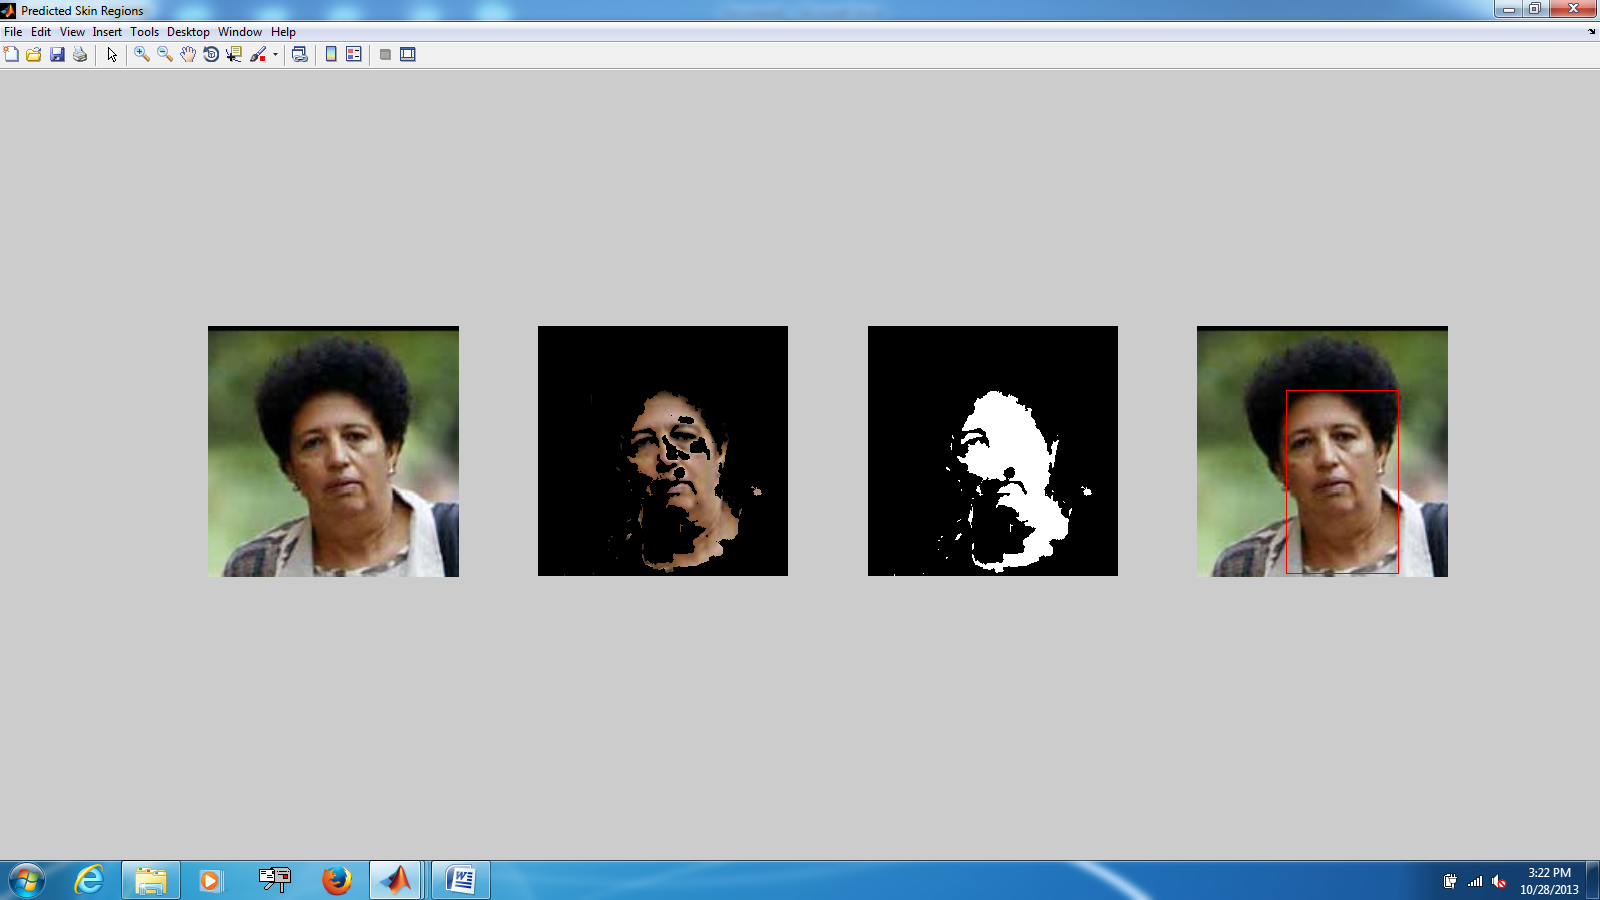 Predicted Skin Regions
File Edit View Insert Tools Desktop Window Help
3:22 PM
10/28/2013